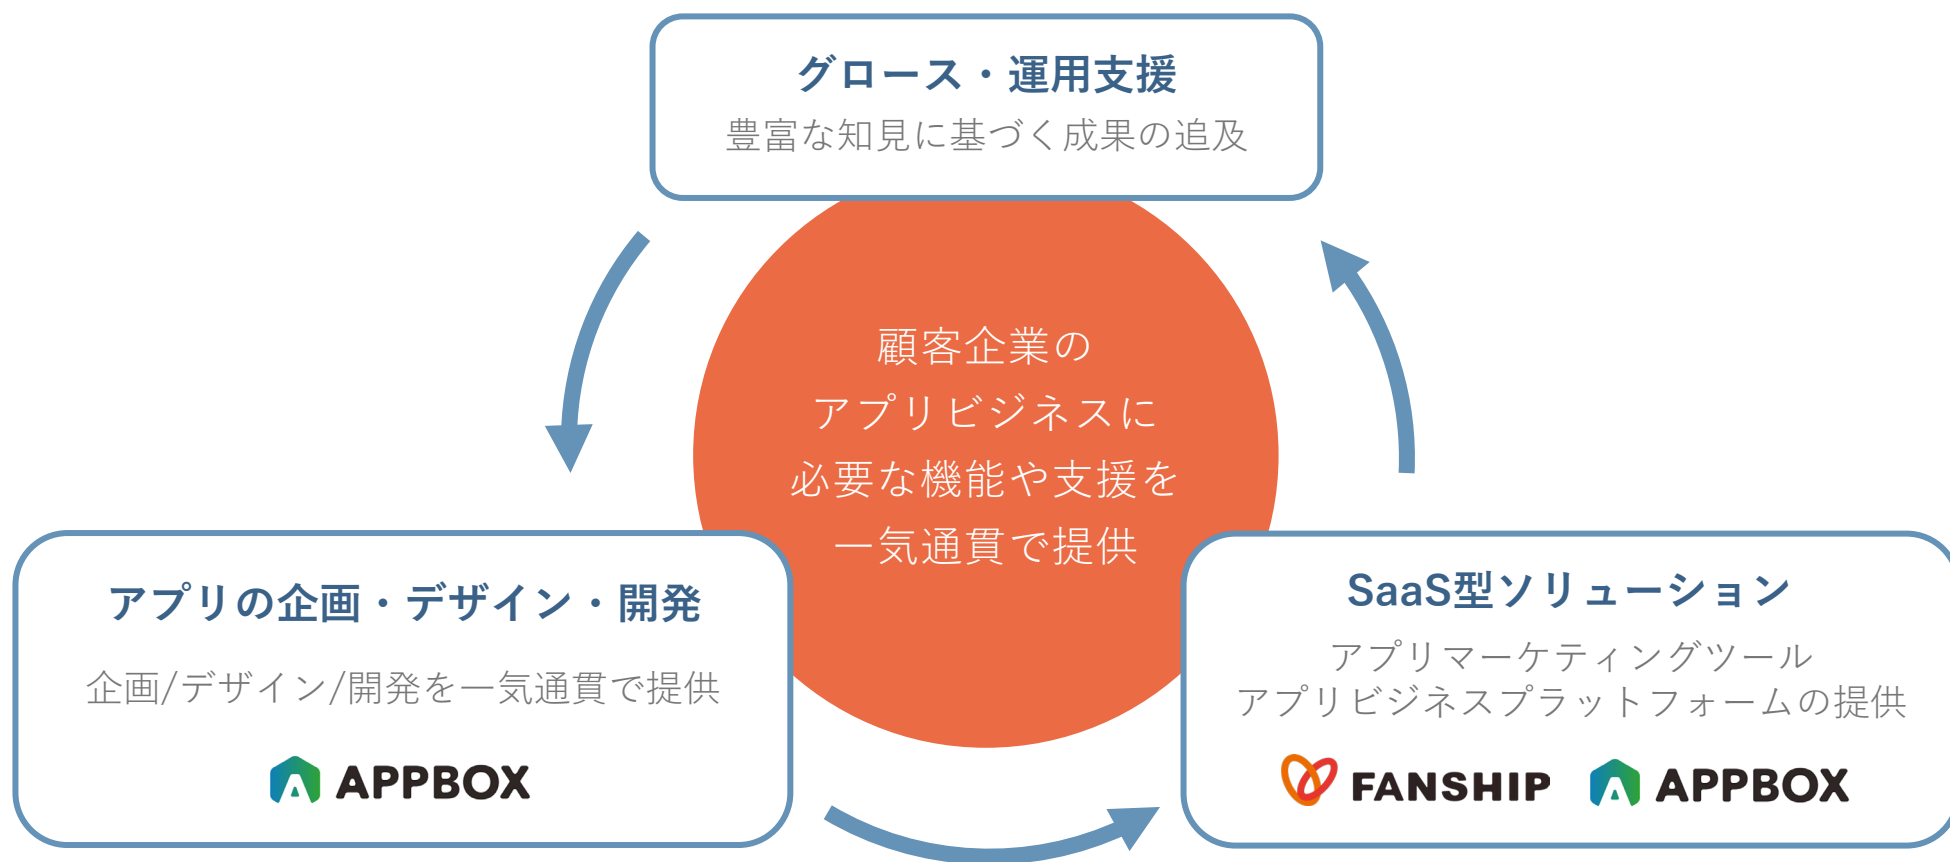 グロース・運用支援
豊富な知見に基づく成果の追及
顧客企業の
アプリビジネスに
必要な機能や支援を
一気通貫で提供
アプリの企画・デザイン・開発
企画/デザイン/開発を一気通貫で提供
APPBOX
SaaS型ソリューション
アプリマーケティングツール
アプリビジネスプラットフォームの提供
FANSHIP APPBOX